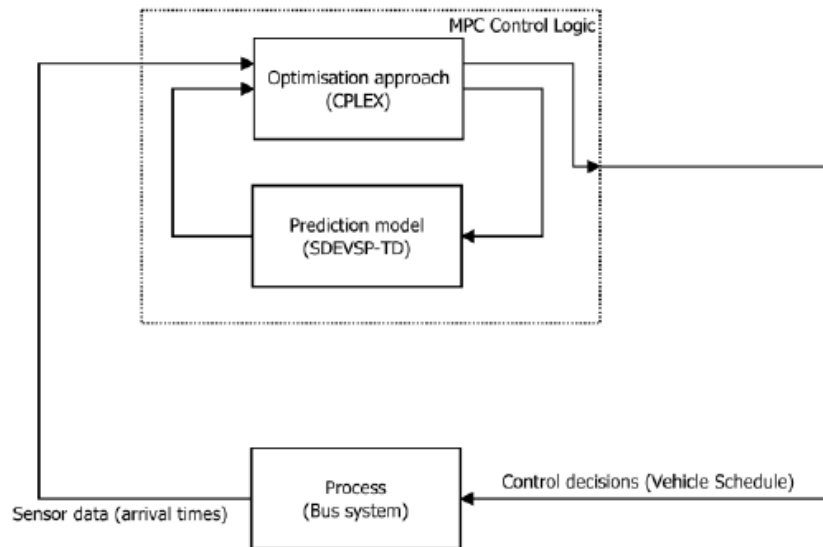 MPC Control Logic
Optimisation approach
(CPLEX)
Prediction model
(SDEVSP-TD)
Process
(Bus system)
Control decisions (Vehicle Schedule)
Sensor data (arrival times)